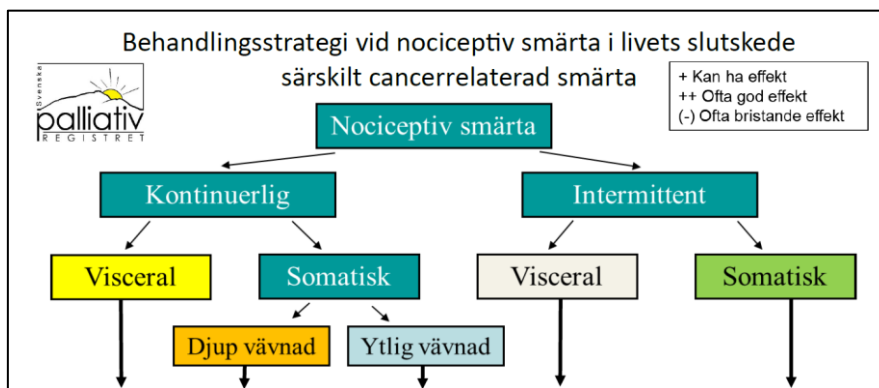 Behandlingsstrategi vid nociceptiv smärta i livets slutskede
särskilt cancerrelaterad smärta
Svenska
palliativ
REGISTRET
+ Kan ha effekt
++ Ofta god effekt
(-) Ofta bristande effekt
Nociceptiv smärta
Kontinuerlig
Intermittent
Visceral
Somatisk
Visceral
Somatisk
Djup vävnad
Ytlig vävnad